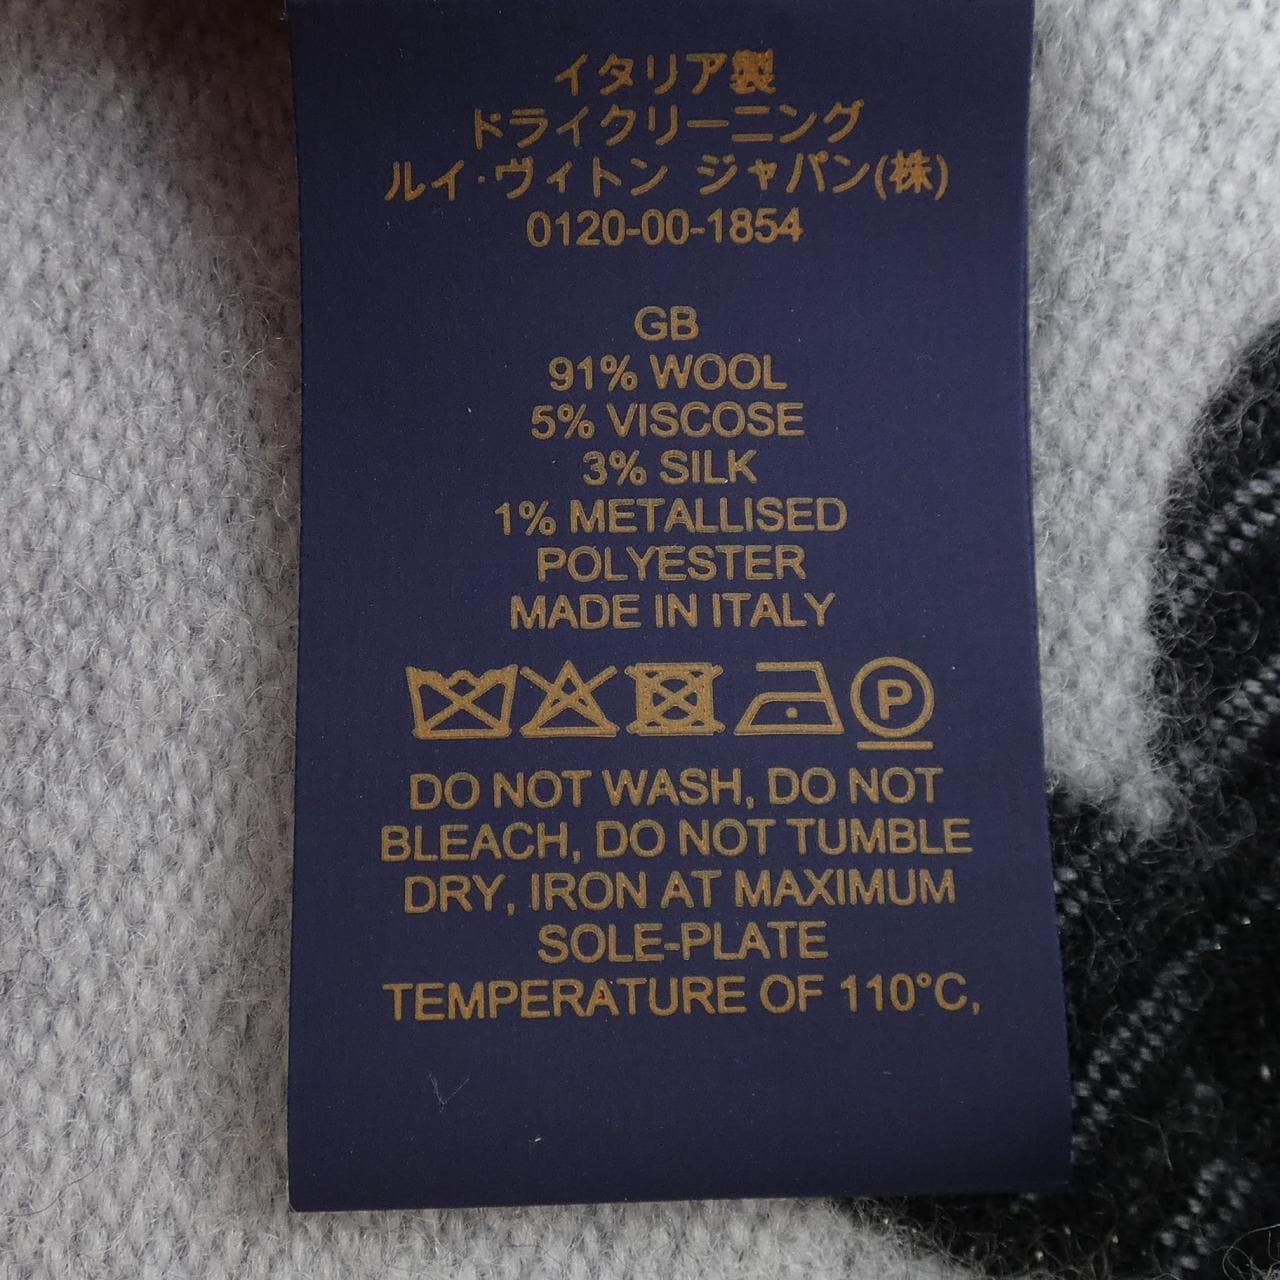 イタリア製
ドライクリーニング
ルイ･ヴィトン ジャパン(株)
0120-00-1854
GB
91% WOOL
5% VISCOSE
3% SILK
1% METALLISED
POLYESTER
MADE IN ITALY
P
DO NOT WASH, DO NOT
BLEACH, DO NOT TUMBLE
DRY, IRON AT MAXIMUM
SOLE-PLATE
TEMPERATURE OF 110°C,